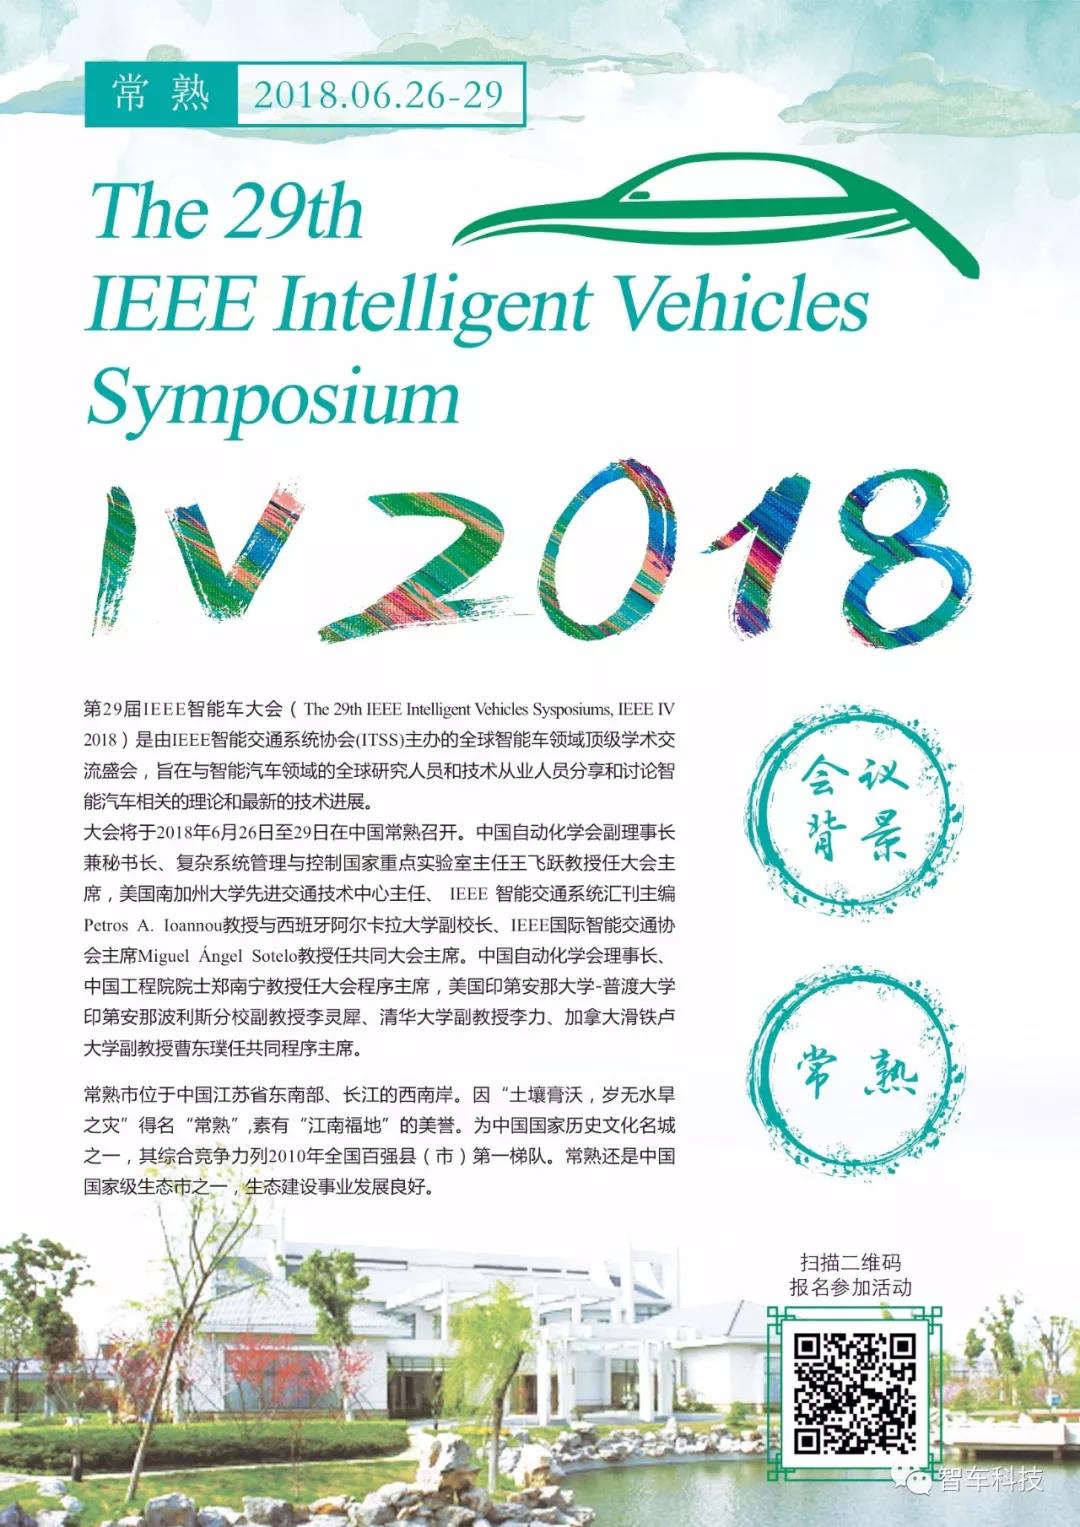 常熟 2018.06.26-29
The 29th
IEEE Intelligent Vehicles
Symposium
IV2018
第29届IEEE智能车大会（The 29th IEEE Intelligent Vehicles Sysposiums, IEEE IV
2018）是由IEEE智能交通系统协会(ITSS)主办的全球智能车领域顶级学术交
流盛会，旨在与智能汽车领域的全球研究人员和技术从业人员分享和讨论智
能汽车相关的理论和最新的技术进展。
大会将于2018年6月26日至29日在中国常熟召开。中国自动化学会副理事长
兼秘书长、复杂系统管理与控制国家重点实验室主任王飞跃教授任大会主
席，美国南加州大学先进交通技术中心主任、 IEEE 智能交通系统汇刊主编
Petros A. Ioannou教授与西班牙阿尔卡拉大学副校长、IEEE国际智能交通协
会主席Miguel Ángel Sotelo教授任共同大会主席。中国自动化学会理事长、
中国工程院院士郑南宁教授任大会程序主席，美国印第安那大学-普渡大学
印第安那波利斯分校副教授李灵犀、清华大学副教授李力、加拿大滑铁卢
大学副教授曹东璞任共同程序主席。
会议
背景
常熟市位于中国江苏省东南部、长江的西南岸。因“土壤膏沃，岁无水旱
之灾”得名“常熟”,素有“江南福地”的美誉。为中国国家历史文化名城
之一，其综合竞争力列2010年全国百强县（市）第一梯队。常熟还是中国
国家级生态市之一，生态建设事业发展良好。
常熟
扫描二维码
报名参加活动
智车科技